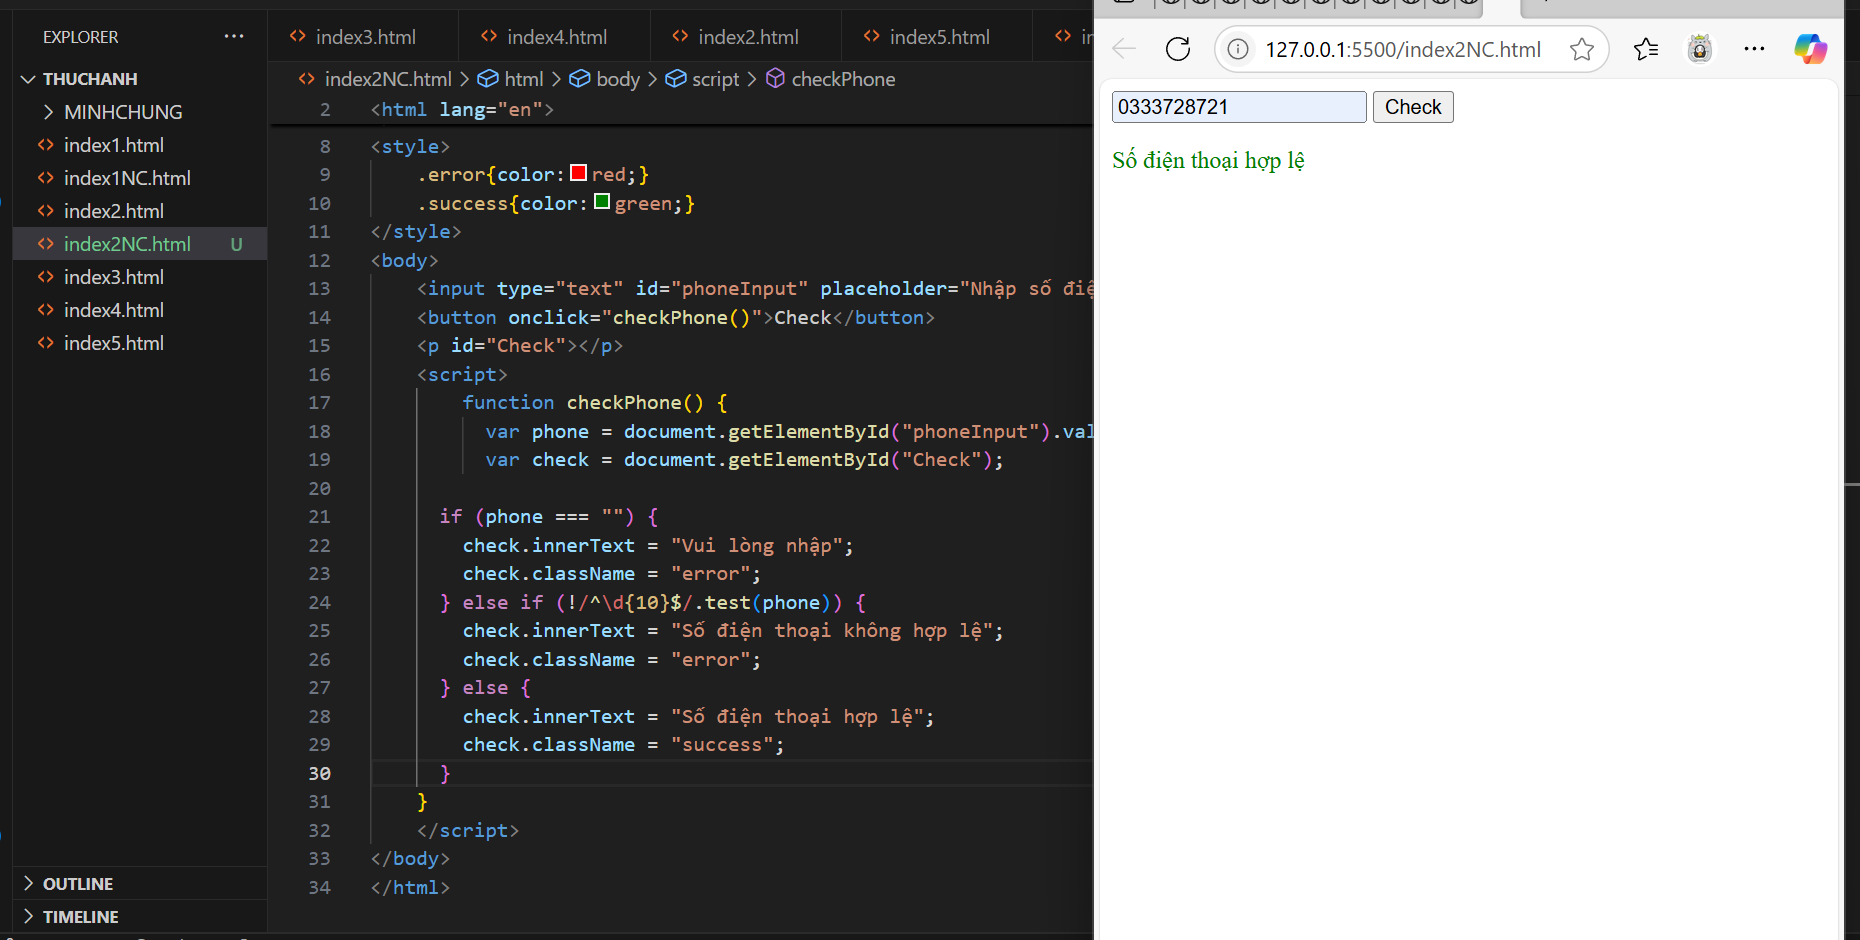 EXPLORER
THUCHANH
MINHCHUNG
index1.html
index1NC.html
index2.html
index2NC.html U
index3.html
index4.html
index5.html
OUTLINE
TIMELINE
index3.html index4.html index2.html index5.html
index2NC.html > html > body > script > checkPhone
2 <html lang="en">
8 <style>
9 .error{color: red;}
10 .success{color: green;}
11 </style>
12 <body>
13 <input type="text" id="phoneInput" placeholder="Nhập số điệ
14 <button onclick="checkPhone()">Check</button>
15 <p id="Check"></p>
16 <script>
17 function checkPhone() {
18 var phone = document.getElementById("phoneInput").val
19 var check = document.getElementById("Check");
20
21 if (phone === "") {
22 check.innerText = "Vui lòng nhập";
23 check.className = "error";
24 } else if (!/^\d{10}$/.test(phone)) {
25 check.innerText = "Số điện thoại không hợp lệ";
26 check.className = "error";
27 } else {
28 check.innerText = "Số điện thoại hợp lệ";
29 check.className = "success";
30 }
31 }
32 </script>
33 </body>
34 </html>
127.0.0.1:5500/index2NC.html
0333728721 Check
Số điện thoại hợp lệ